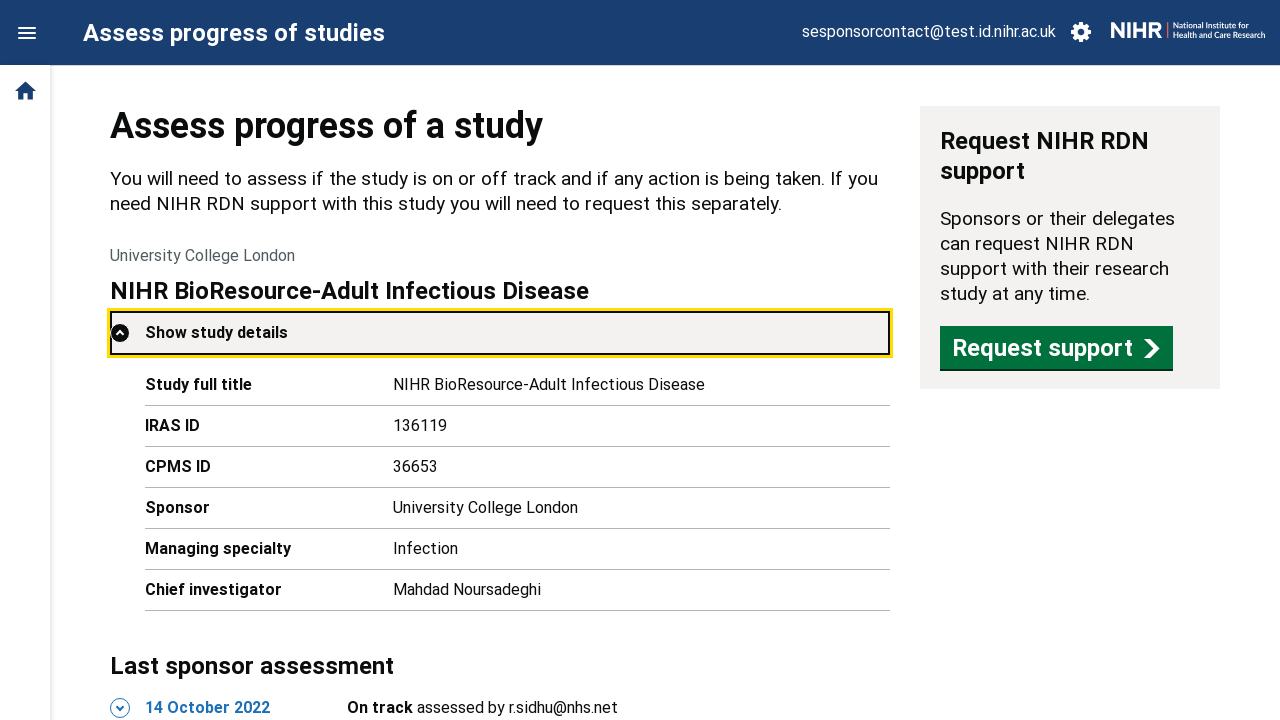 Assess progress of studies
sesponsorcontact@test.id.nihr.ac.uk
NIHR
National Institute for
Health and Care Research
Assess progress of a study
You will need to assess if the study is on or off track and if any action is being taken. If you
need NIHR RDN support with this study you will need to request this separately.
University College London
NIHR BioResource-Adult Infectious Disease
Show study details
Study full title NIHR BioResource-Adult Infectious Disease
IRAS ID 136119
CPMS ID 36653
Sponsor University College London
Managing specialty Infection
Chief investigator Mahdad Noursadeghi
Last sponsor assessment
14 October 2022 On track assessed by r.sidhu@nhs.net
Request NIHR RDN
support
Sponsors or their delegates
can request NIHR RDN
support with their research
study at any time.
Request support